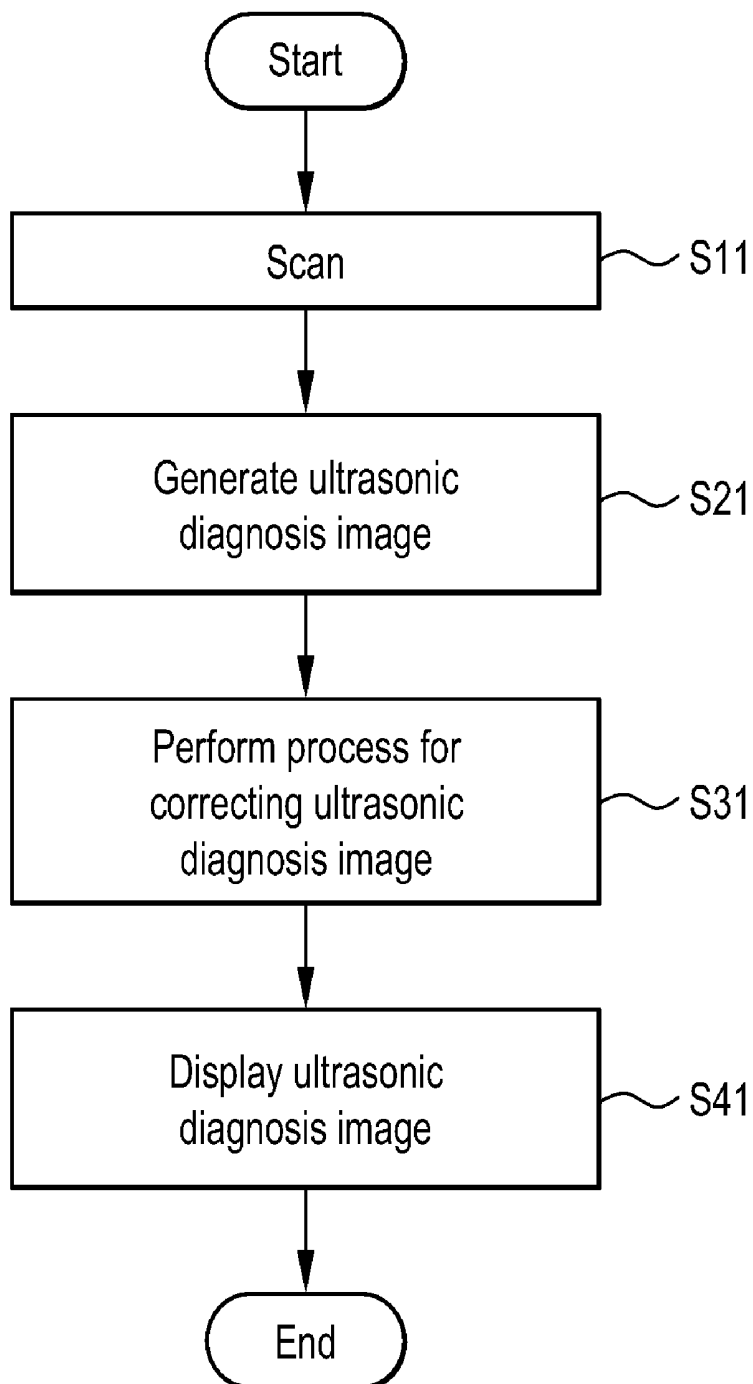 Start
Scan
S11
Generate ultrasonic
diagnosis image
S21
Perform process for
correcting ultrasonic
diagnosis image
S31
Display ultrasonic
diagnosis image
S41
End